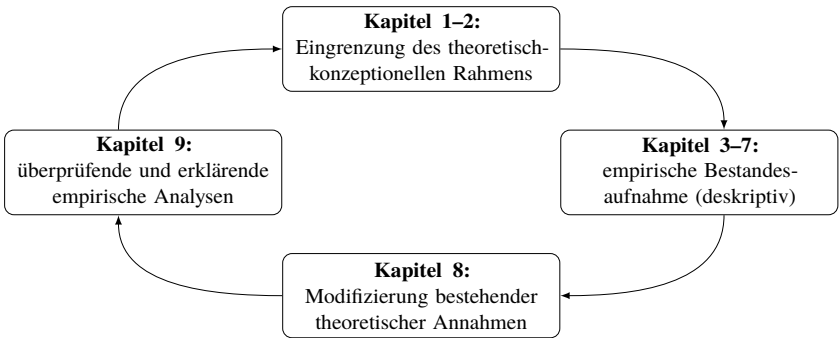 Kapitel 1–2:
Eingrenzung des theoretisch-
konzeptionellen Rahmens
Kapitel 9:
überprüfende und erklärende
empirische Analysen
Kapitel 3–7:
empirische Bestandes-
aufnahme (deskriptiv)
Kapitel 8:
Modifizierung bestehender
theoretischer Annahmen